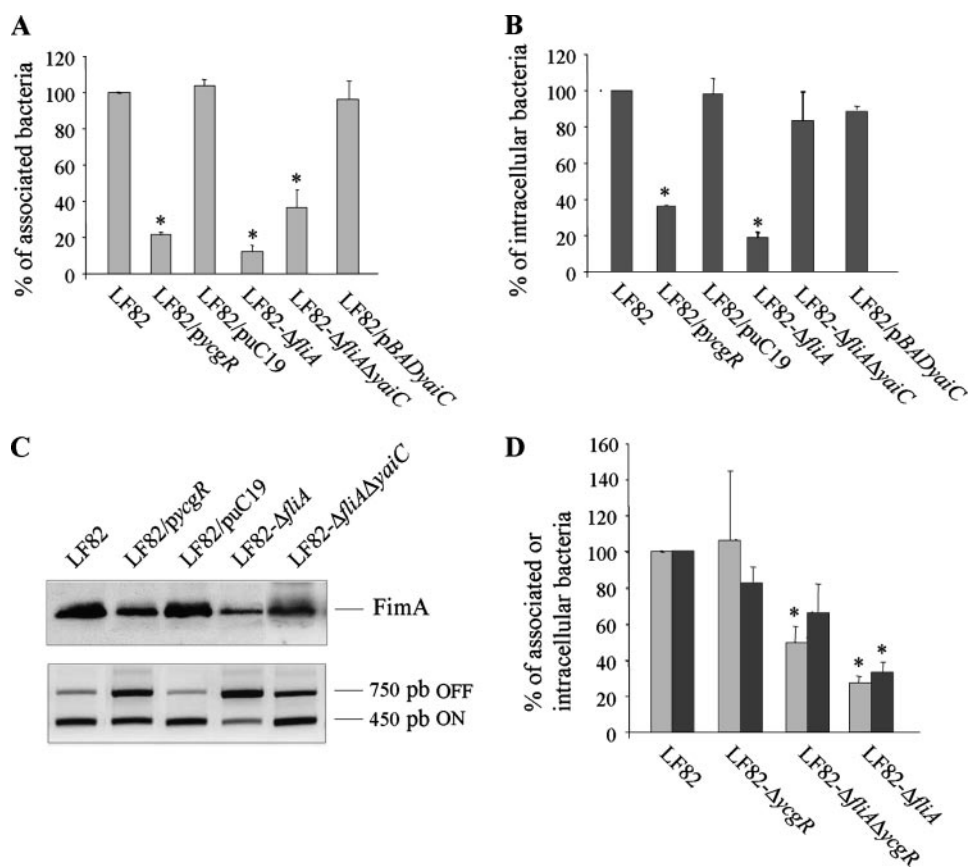 A
% of associated bacteria
120
100
80
60
40
20
0
*
*
*
LF82
LF82/pycgR
LF82/puC19
LF82-ΔfliA
LF82-ΔfliAΔyaiC
LF82/pBADyaiC
B
% of intracellular bacteria
120
100
80
60
40
20
0
*
*
LF82
LF82/pycgR
LF82/puC19
LF82-ΔfliA
LF82-ΔfliAΔyaiC
LF82/pBADyaiC
C
LF82
LF82/pycgR
LF82/puC19
LF82-ΔfliA
LF82-ΔfliAΔyaiC
FimA
750 pb OFF
450 pb ON
D
% of associated or
intracellular bacteria
160
140
120
100
80
60
40
20
0
*
* *
LF82
LF82-ΔycgR
LF82-ΔfliAΔycgR
LF82-ΔfliA